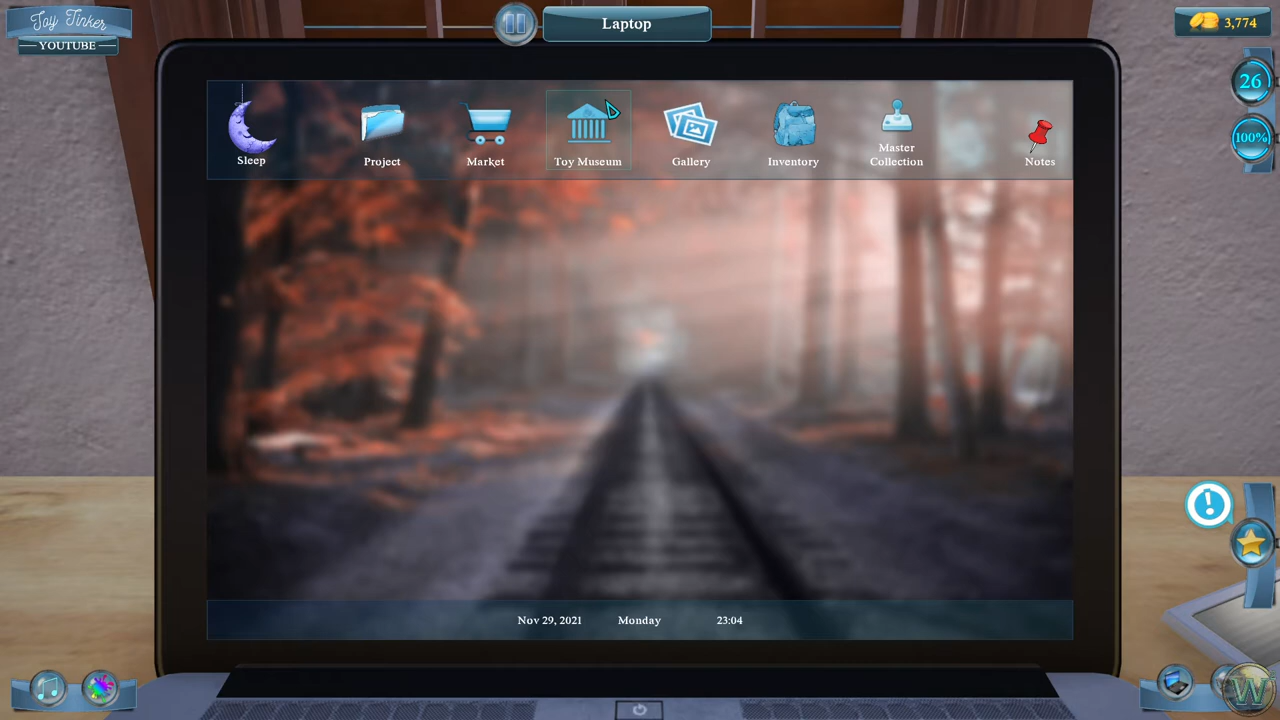 Toy Tinker
YOUTUBE
Laptop
3,774
26
100%
Sleep
Project
Market
Toy Museum
Gallery
Inventory
Master
Collection
Notes
Nov 29, 2021 Monday 23:04
W